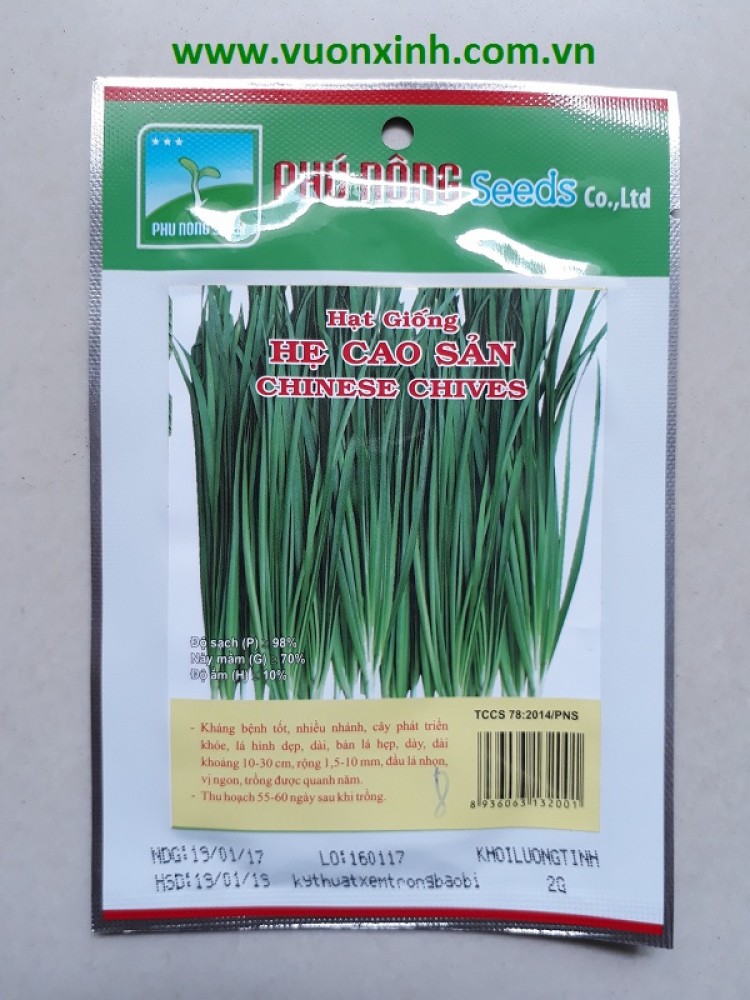 www.vuonxinh.com.vn
PHÚ NÔNG Seeds Co.,Ltd
PHU NONG
Hạt Giống
HẸ CAO SẢN
CHINESE CHIVES
Độ sạch (P) : 98%
Nảy mầm (G) : 70%
Độ ẩm (H) : 10%
TCCS 78:2014/PNS
- Kháng bệnh tốt, nhiều nhánh, cây phát triển
khỏe, lá hình dẹp, dài, bản lá hẹp, dày, dài
khoảng 10-30 cm, rộng 1,5-10 mm, đầu lá nhọn,
vị ngon, trồng được quanh năm.
- Thu hoạch 55-60 ngày sau khi trồng.
8
8 936063 132001
NDG:19/01/17 LO:160117 KHOILUONGTINH
HSD:19/01/19 kythuatxemtrongbaobi 2G